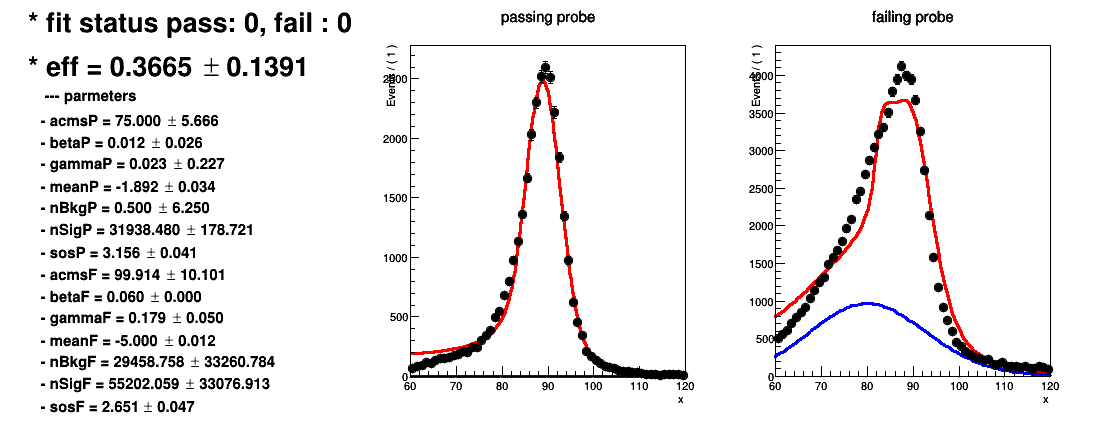 * fit status pass: 0, fail : 0
* eff = 0.3665 ± 0.1391
--- parmeters
- acmsP = 75.000 ± 5.666
- betaP = 0.012 ± 0.026
- gammaP = 0.023 ± 0.227
- meanP = -1.892 ± 0.034
- nBkgP = 0.500 ± 6.250
- nSigP = 31938.480 ± 178.721
- sosP = 3.156 ± 0.041
- acmsF = 99.914 ± 10.101
- betaF = 0.060 ± 0.000
- gammaF = 0.179 ± 0.050
- meanF = -5.000 ± 0.012
- nBkgF = 29458.758 ± 33260.784
- nSigF = 55202.059 ± 33076.913
- sosF = 2.651 ± 0.047
passing probe
Events / ( 1 )
2500
2000
1500
1000
500
0
60 70 80 90 100 110 120
x
failing probe
Events / ( 1 )
4000
3500
3000
2500
2000
1500
1000
500
0
60 70 80 90 100 110 120
x